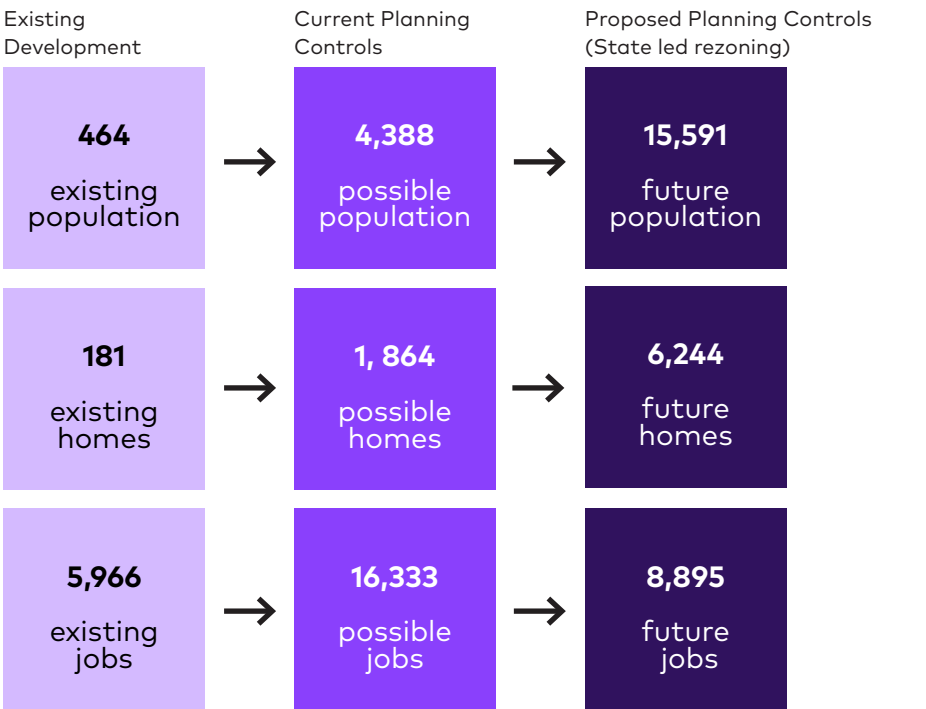 Existing
Development
Current Planning
Controls
Proposed Planning Controls
(State led rezoning)
464
existing
population
4,388
possible
population
15,591
future
population
181
existing
homes
1, 864
possible
homes
6,244
future
homes
5,966
existing
jobs
16,333
possible
jobs
8,895
future
jobs